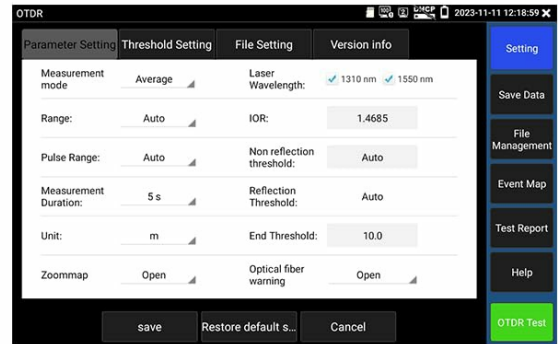 OTDR
DHCP
2023-11-11 12:18:59
Parameter Setting Threshold Setting File Setting Version info
Measurement mode Average Laser Wavelength: 1310 nm 1550 nm
Range: Auto IOR: 1.4685
Pulse Range: Auto Non reflection threshold: Auto
Measurement Duration: 5 s Reflection Threshold: Auto
Unit: m End Threshold: 10.0
Zoommap Open Optical fiber warning Open
save Restore default s... Cancel
Setting
Save Data
File Management
Event Map
Test Report
Help
OTDR Test